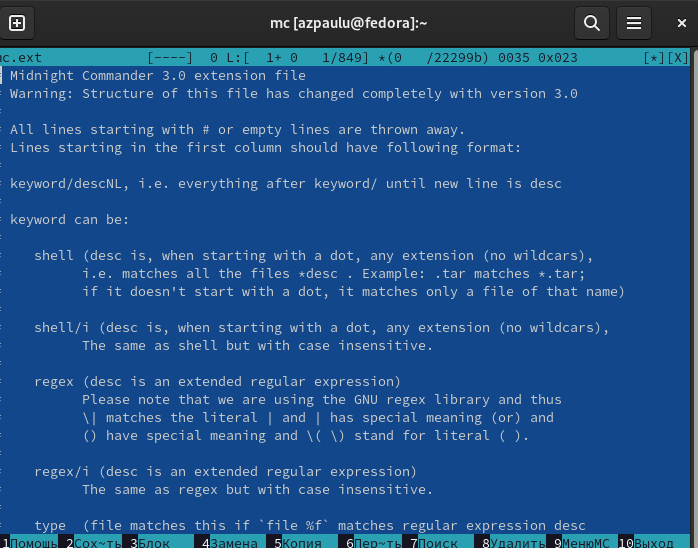 mc [azpaulu@fedora]:~
mc.ext [----] 0 L:[ 1+ 0 1/849] *(0 /22299b) 0035 0x023 [*][X]
# Midnight Commander 3.0 extension file
# Warning: Structure of this file has changed completely with version 3.0
#
# All lines starting with # or empty lines are thrown away.
# Lines starting in the first column should have following format:
#
# keyword/descNL, i.e. everything after keyword/ until new line is desc
#
# keyword can be:
#
# shell (desc is, when starting with a dot, any extension (no wildcars),
# i.e. matches all the files *desc . Example: .tar matches *.tar;
# if it doesn't start with a dot, it matches only a file of that name)
#
# shell/i (desc is, when starting with a dot, any extension (no wildcars),
# The same as shell but with case insensitive.
#
# regex (desc is an extended regular expression)
# Please note that we are using the GNU regex library and thus
# \| matches the literal | and | has special meaning (or) and
# () have special meaning and \( \) stand for literal ( ).
#
# regex/i (desc is an extended regular expression)
# The same as regex but with case insensitive.
#
# type (file matches this if `file %f` matches regular expression desc
1Помощь 2Сох~ть 3Блок 4Замена 5Копия 6Пер~ть 7Поиск 8Удалить 9МенюMC 10Выход